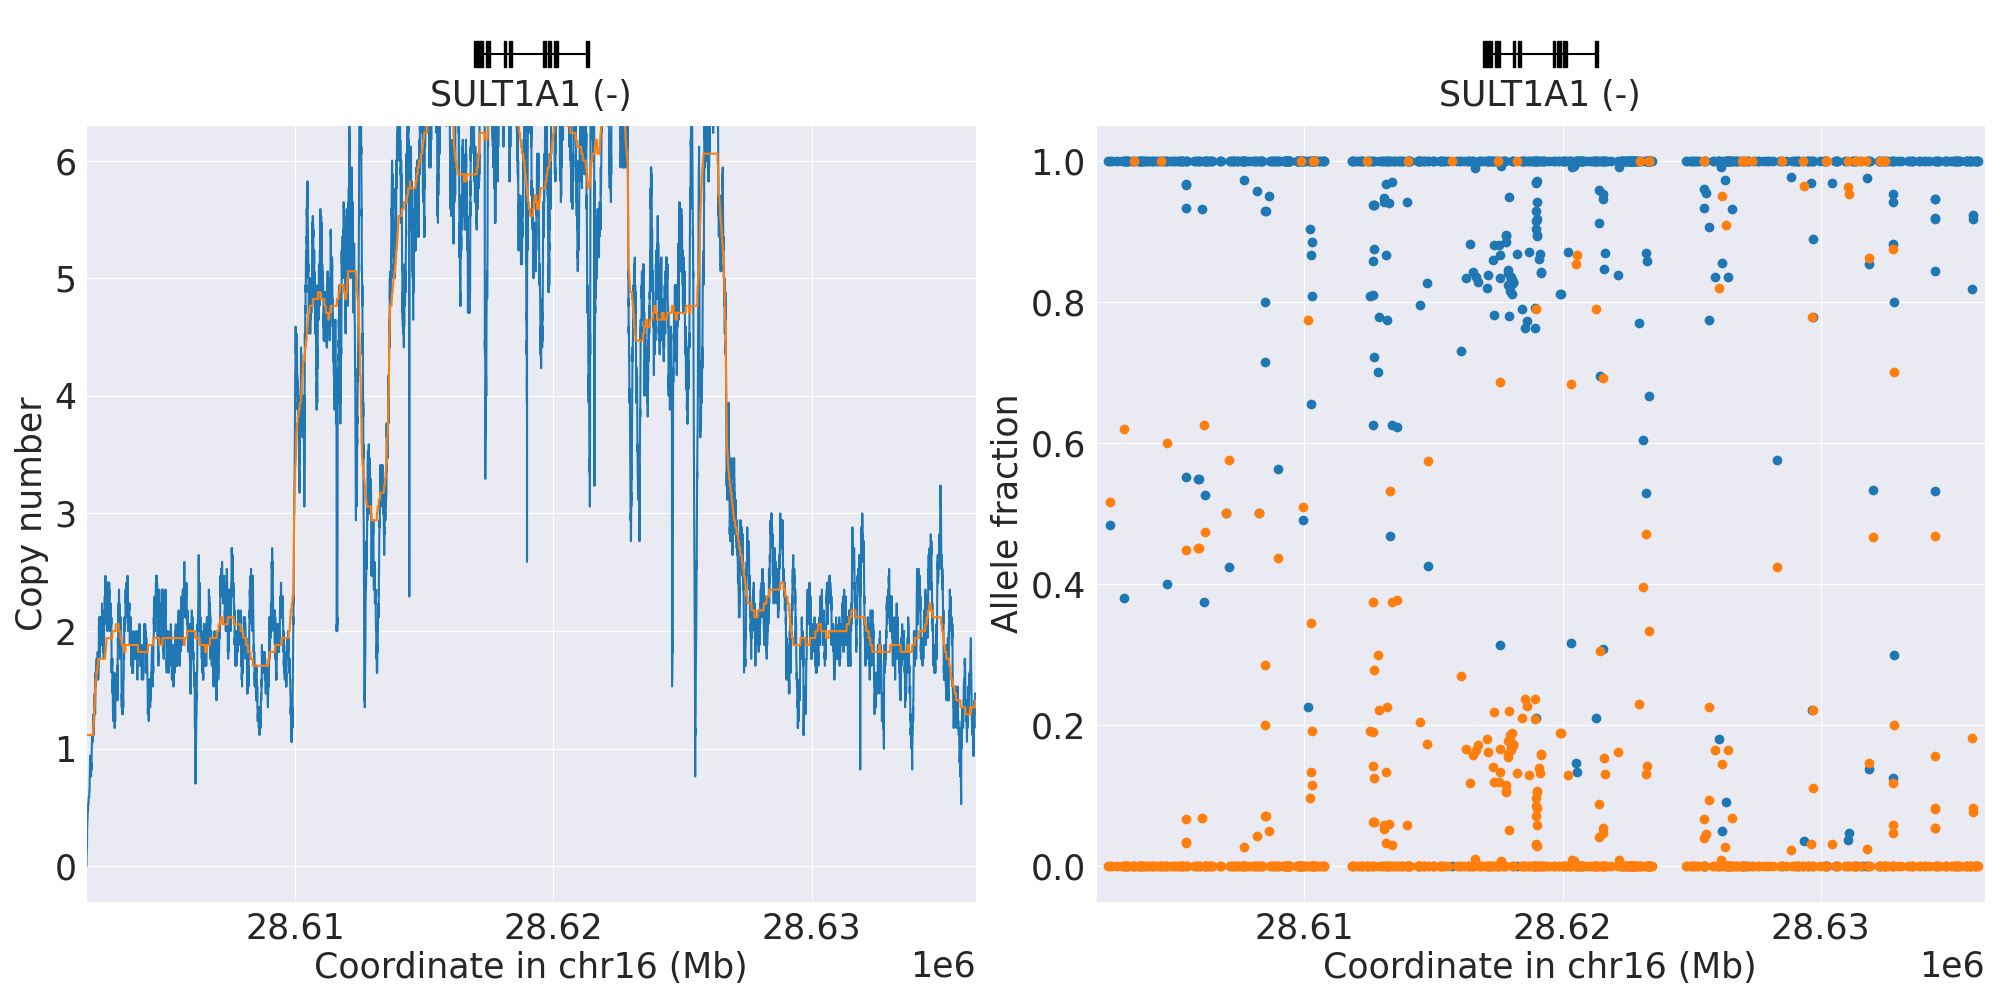 SULT1A1 (-)
6
5
4
3
2
1
0
Copy number
28.61
28.62
28.63
Coordinate in chr16 (Mb)
1e6
SULT1A1 (-)
1.0
0.8
0.6
0.4
0.2
0.0
Allele fraction
28.61
28.62
28.63
Coordinate in chr16 (Mb)
1e6